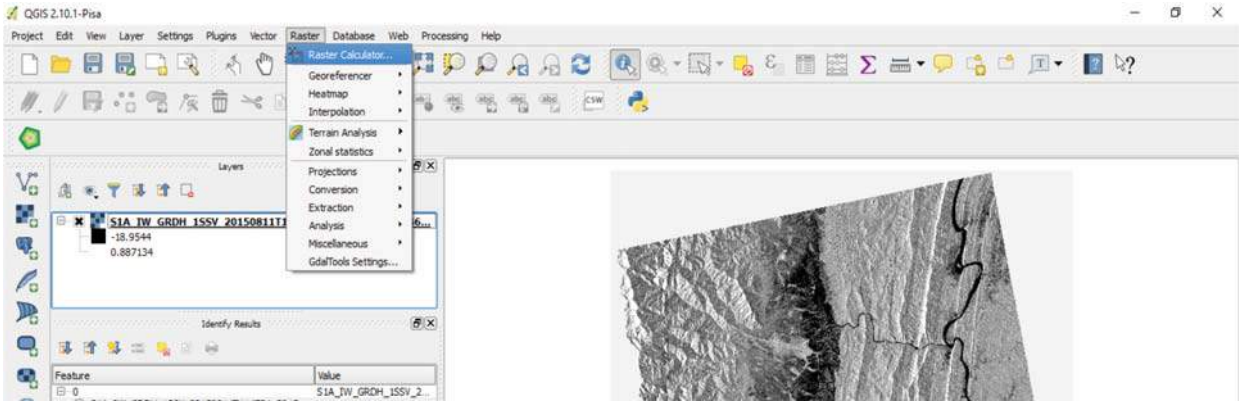 QGIS 2.10.1-Pisa
Project Edit View Layer Settings Plugins Vector Raster Database Web Processing Help
Raster Calculator...
Georeferencer
Heatmap
Interpolation
Terrain Analysis
Zonal statistics
Projections
Conversion
Extraction
Analysis
Miscellaneous
GdalTools Settings...
CSW
Layers
S1A_IW_GRDH_1SSV_20150811T1
6...
-18.9544
0.887134
Identify Results
Feature Value
0 S1A_IW_GRDH_1SSV_2...